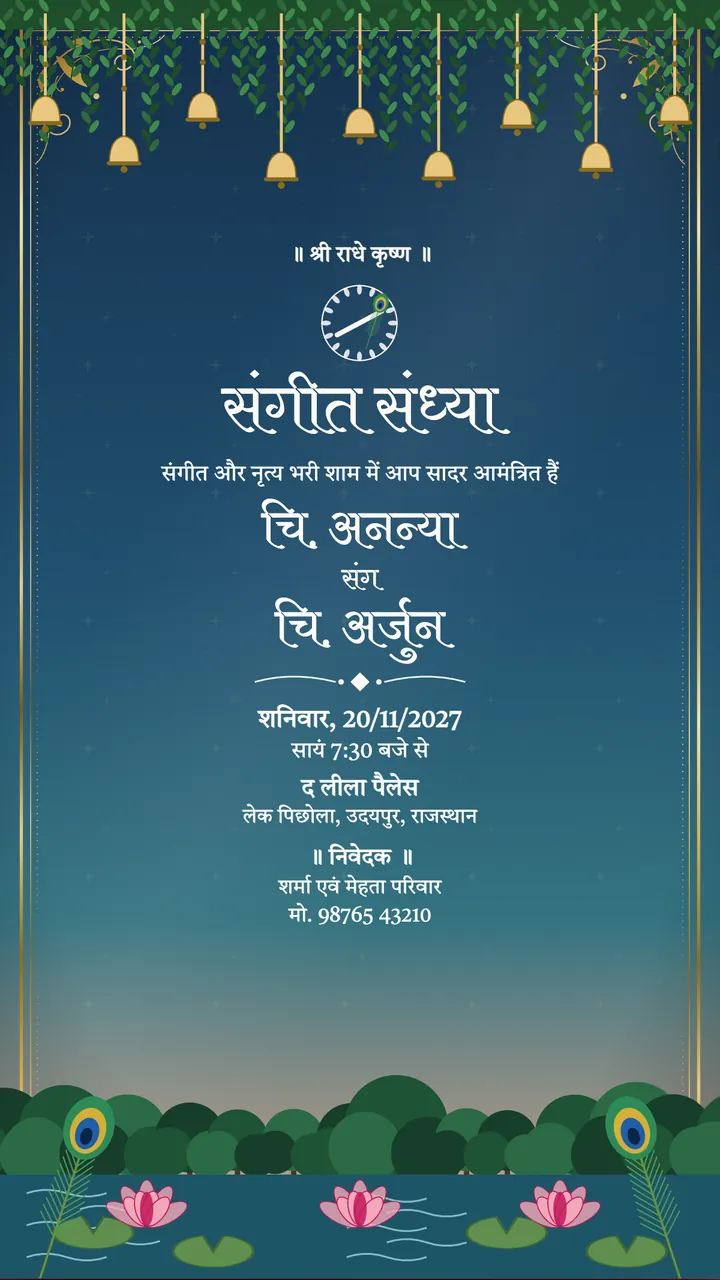 ॥ श्री राधे कृष्ण ॥
संगीत संध्या
संगीत और नृत्य भरी शाम में आप सादर आमंत्रित हैं
चि. अनन्या
संग
चि. अर्जुन
शनिवार, 20/11/2027
सायं 7:30 बजे से
द लीला पैलेस
लेक पिछोला, उदयपुर, राजस्थान
॥ निवेदक ॥
शर्मा एवं मेहता परिवार
मो. 98765 43210